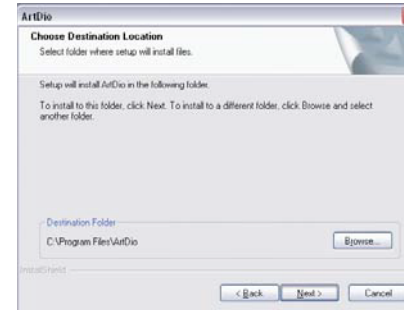 ArtDio
Choose Destination Location
Select folder where setup will install files.
Setup will install ArtDio in the following folder.
To install to this folder, click Next. To install to a different folder, click Browse and select
another folder.
Destination Folder
C:\Program Files\ArtDio
Browse...
InstallShield
< Back Next > Cancel